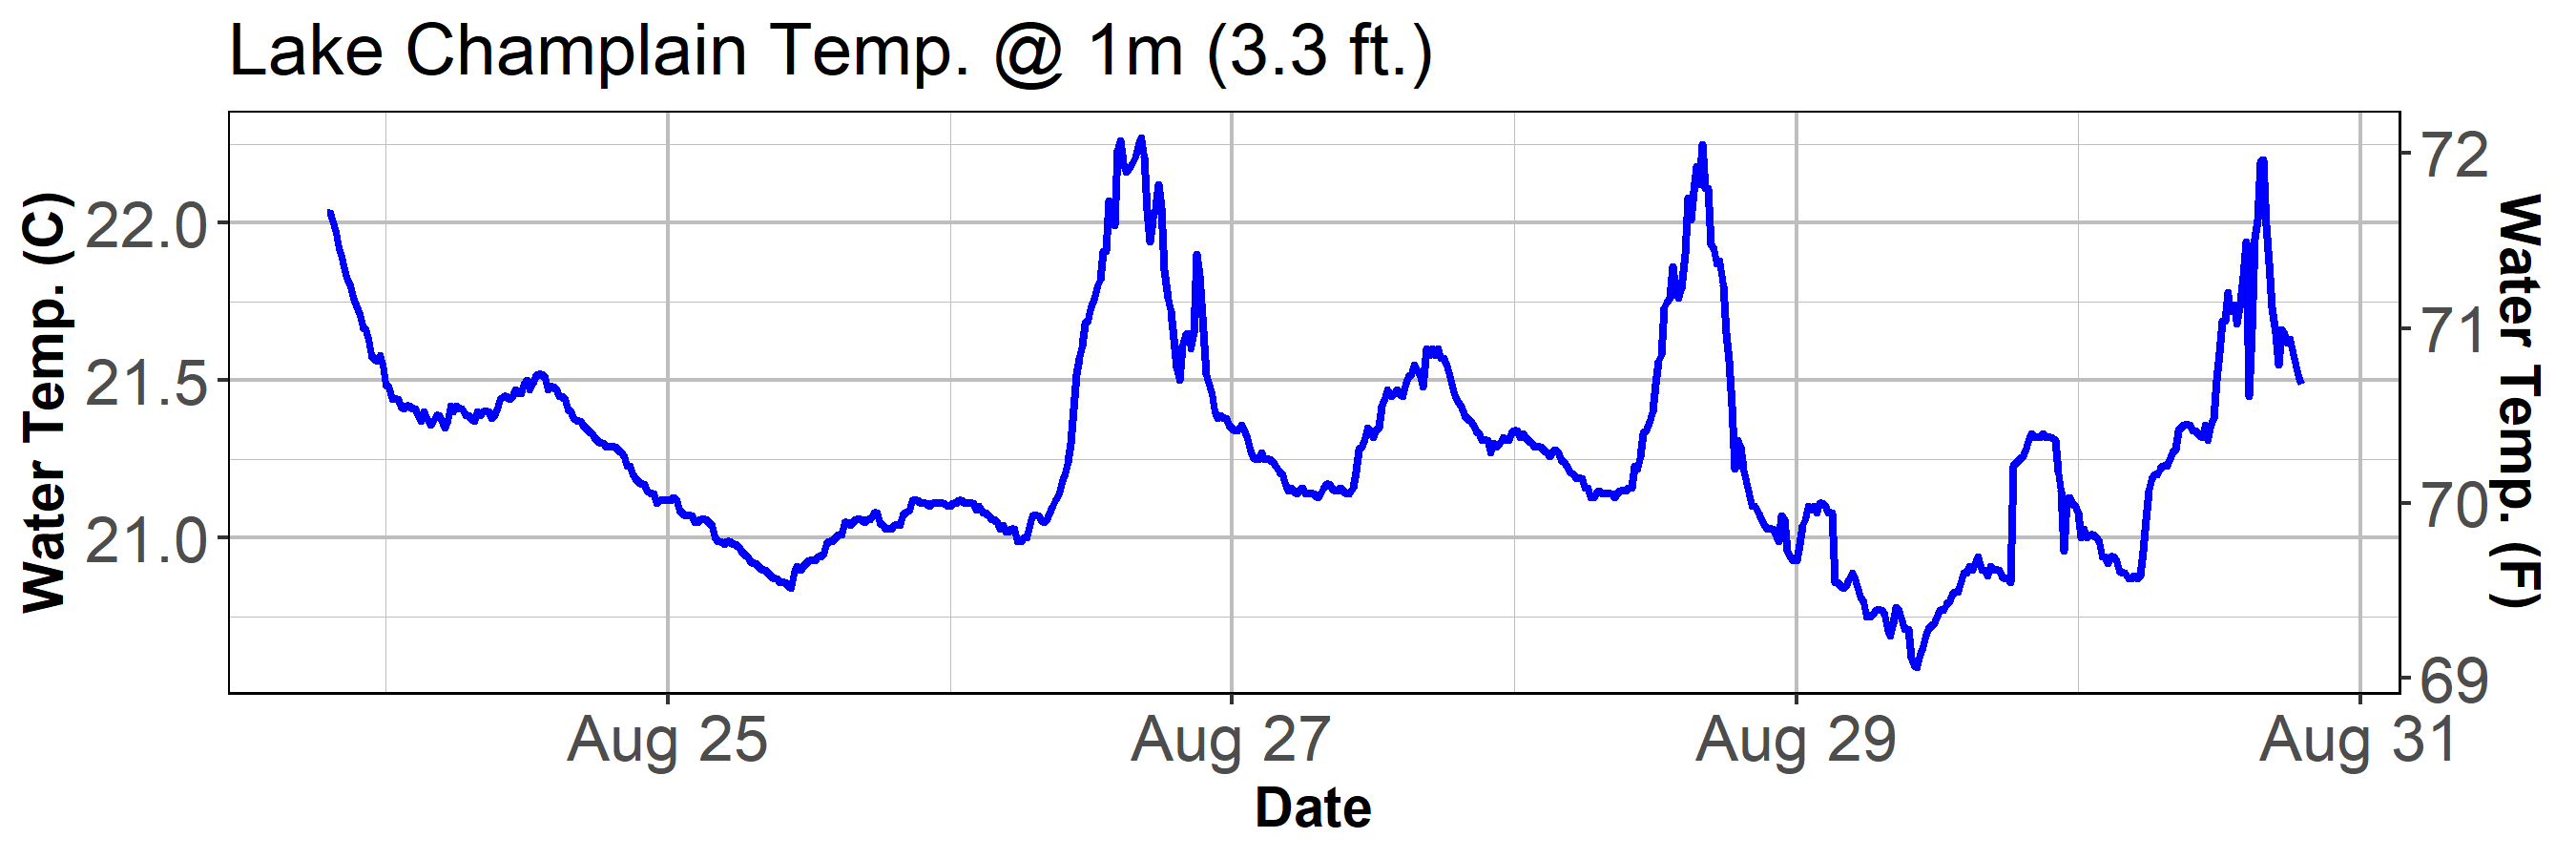 Lake Champlain Temp. @ 1m (3.3 ft.)
Water Temp. (C)
22.0
21.5
21.0
72
71
70
69
Water Temp. (F)
Aug 25
Aug 27
Aug 29
Aug 31
Date